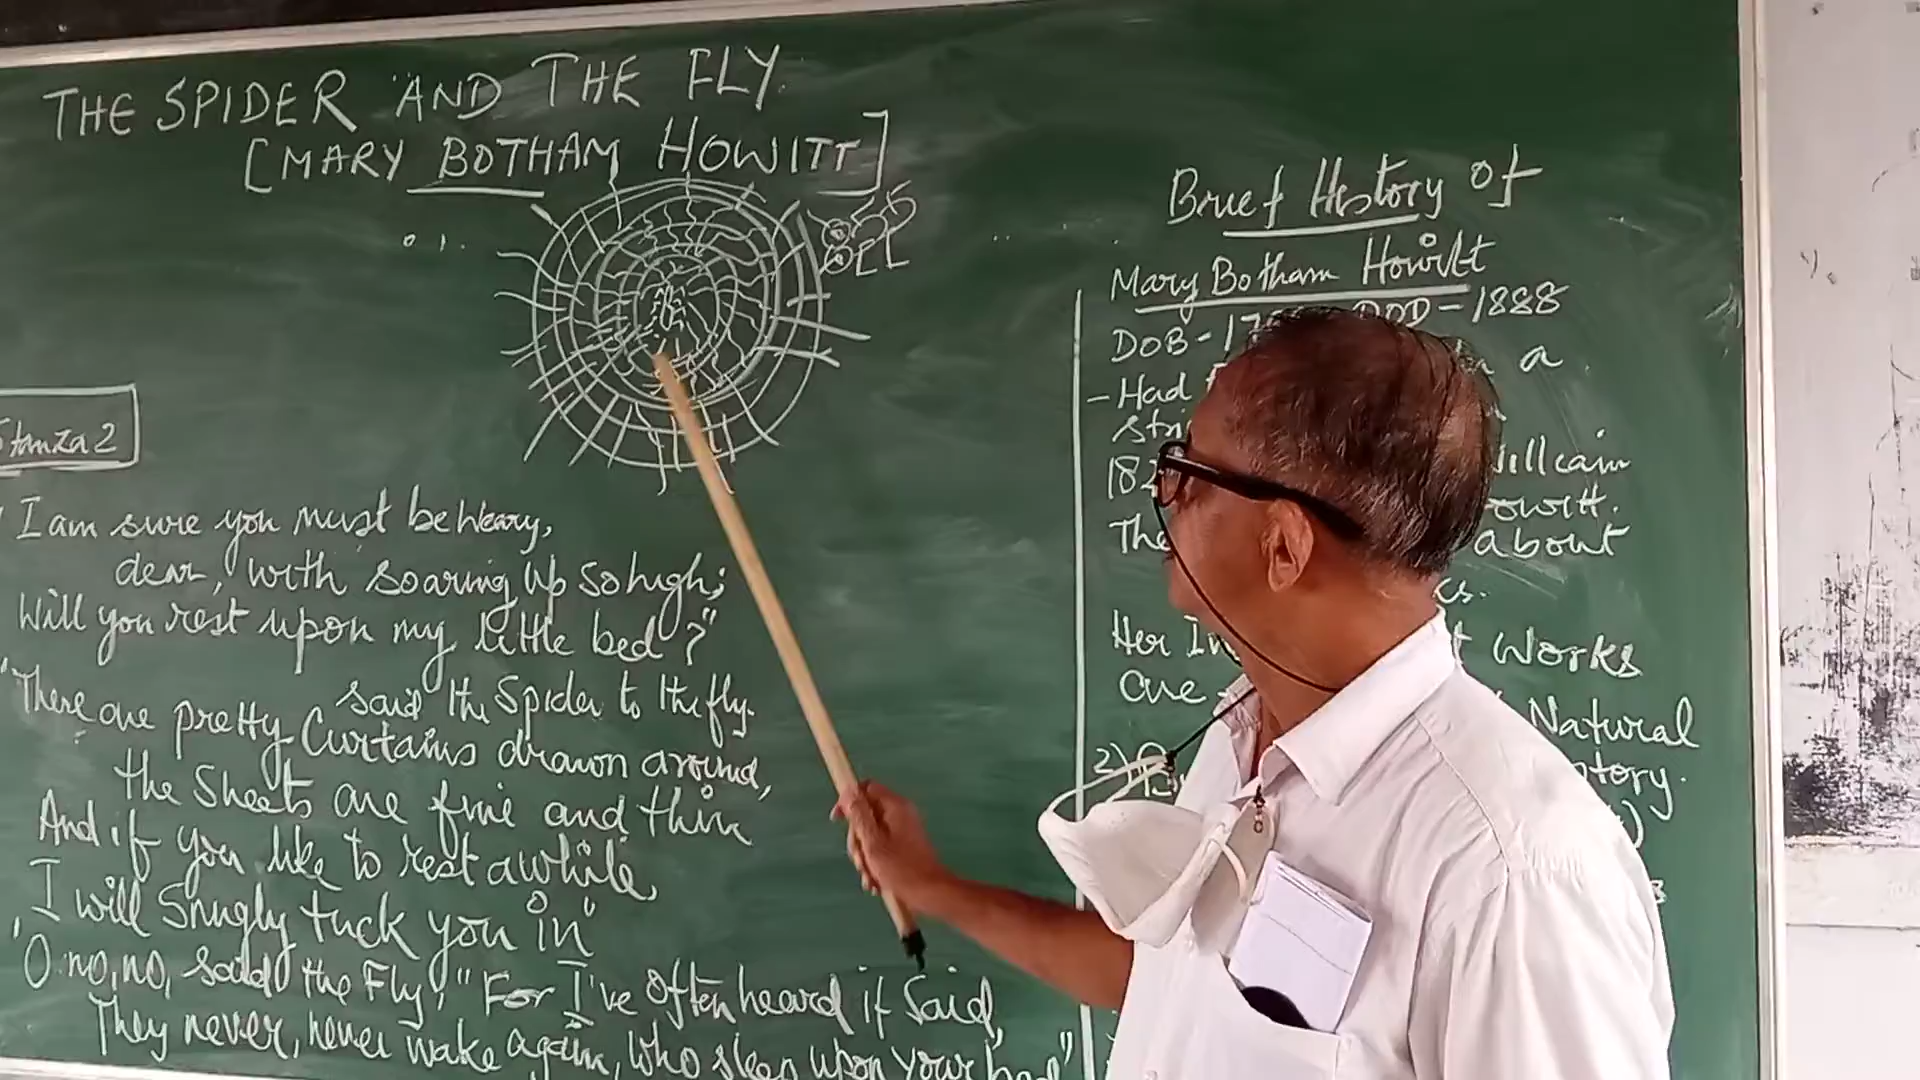 THE SPIDER AND THE FLY.
[MARY BOTHAM HOWITT]
Stanza 2
I am sure you must be weary,
dear, with soaring up so high;
Will you rest upon my little bed?"
said the Spider to the fly.
"There are pretty Curtains drawn around,
the Sheets are fine and thin
And if you like to rest awhile,
I will Snugly tuck you in"
'O no, no, said the Fly, "For I've often heard it Said,
They never, never wake again, who sleep upon your bed"
Brief History of
Mary Botham Howitt
DOB - DOD - 1888
- Had a
William
Howitt.
about
Her Works
are Natural
2)